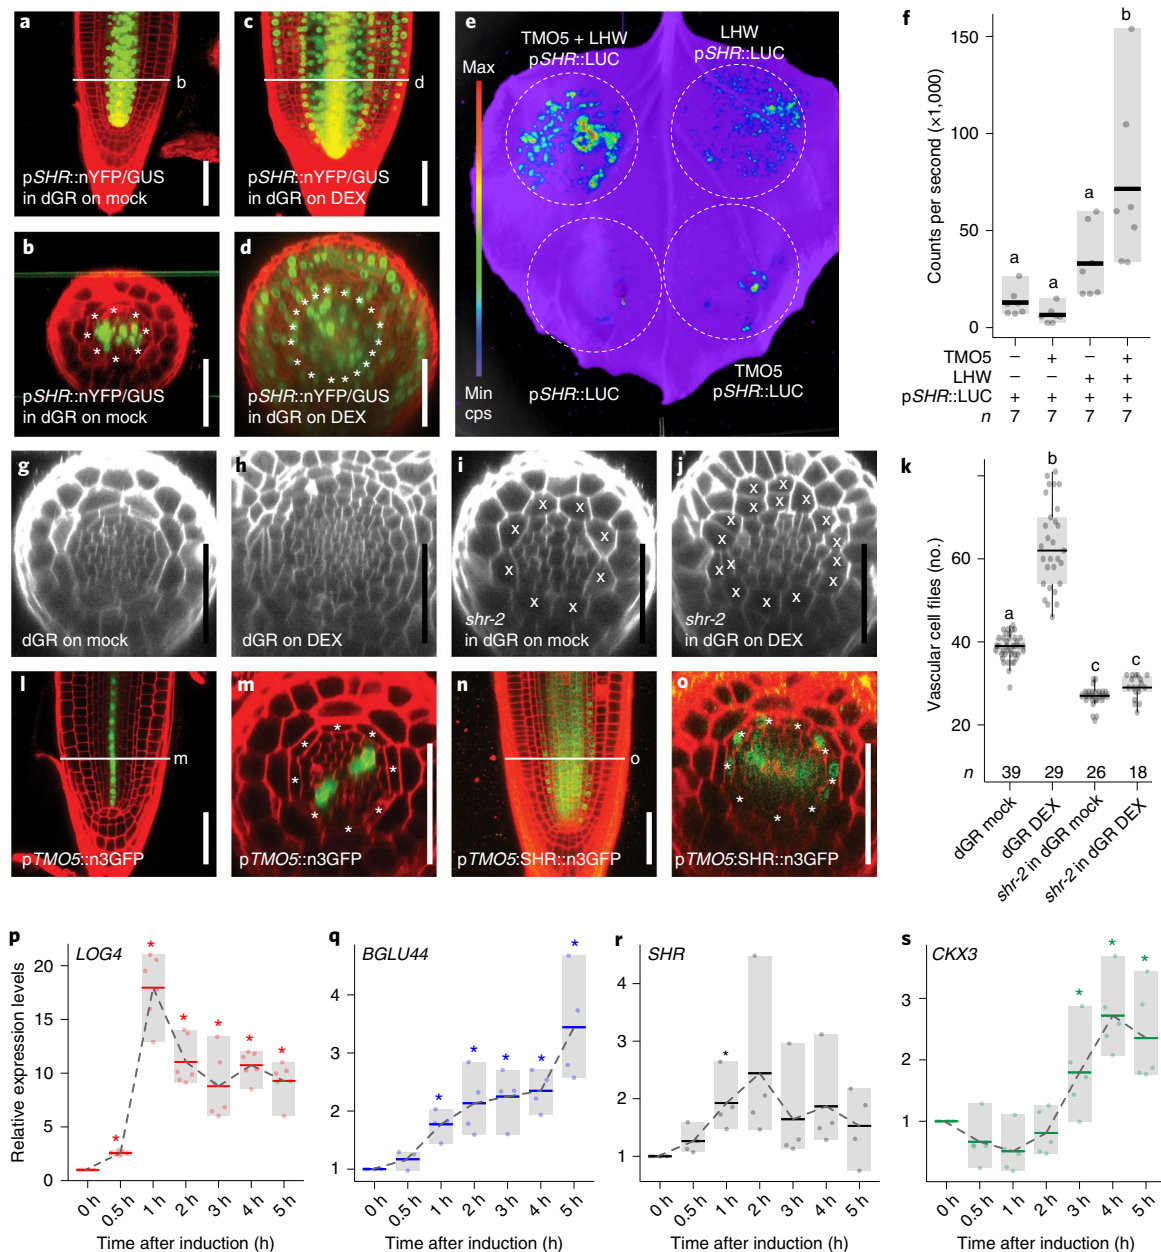 a
b
pSHR::nYFP/GUS
in dGR on mock
c
d
pSHR::nYFP/GUS
in dGR on DEX
b
pSHR::nYFP/GUS
in dGR on mock
d
pSHR::nYFP/GUS
in dGR on DEX
e
TMO5 + LHW
pSHR::LUC
LHW
pSHR::LUC
Max
Min
cps
pSHR::LUC
TMO5
pSHR::LUC
f
Counts per second (×1,000)
150
100
50
0
a
a
a
b
TMO5 – + – +
LHW – – + +
pSHR::LUC + + + +
n 7 7 7 7
g
dGR on mock
h
dGR on DEX
i
x x x x x x x x
shr-2
in dGR on mock
j
x x x x x x x x x x x x x x x
shr-2
in dGR on DEX
k
Vascular cell files (no.)
60
40
20
a
b
c
c
n 39 29 26 18
dGR mock
dGR DEX
shr-2 in dGR mock
shr-2 in dGR DEX
l
m
pTMO5::n3GFP
m
pTMO5::n3GFP
n
o
pTMO5:SHR::n3GFP
o
pTMO5:SHR::n3GFP
p
LOG4
Relative expression levels
20
15
10
5
0
0 h 0.5 h 1 h 2 h 3 h 4 h 5 h
Time after induction (h)
q
BGLU44
4
3
2
1
0 h 0.5 h 1 h 2 h 3 h 4 h 5 h
Time after induction (h)
r
SHR
4
3
2
1
0 h 0.5 h 1 h 2 h 3 h 4 h 5 h
Time after induction (h)
s
CKX3
3
2
1
0 h 0.5 h 1 h 2 h 3 h 4 h 5 h
Time after induction (h)